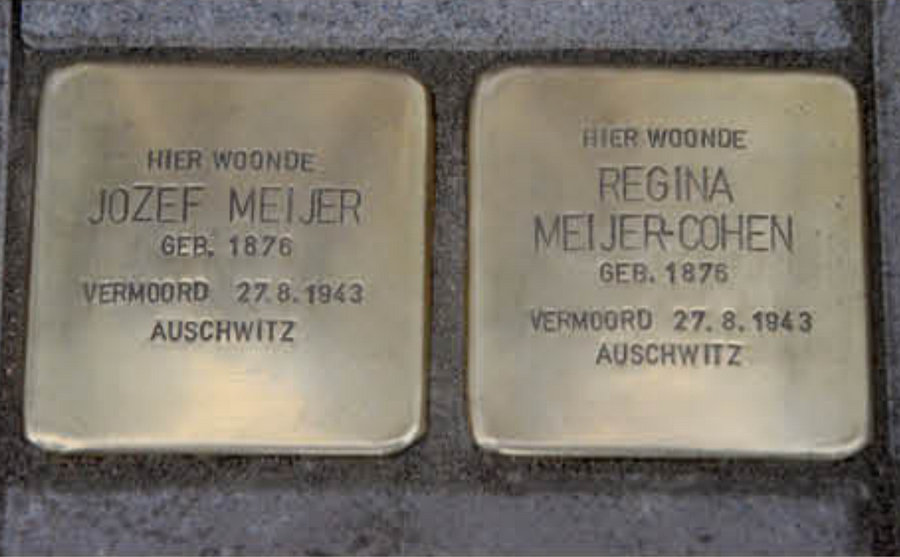 HIER WOONDE
JOZEF MEIJER
GEB. 1876
VERMOORD 27.8.1943
AUSCHWITZ
HIER WOONDE
REGINA
MEIJER-COHEN
GEB. 1876
VERMOORD 27.8.1943
AUSCHWITZ